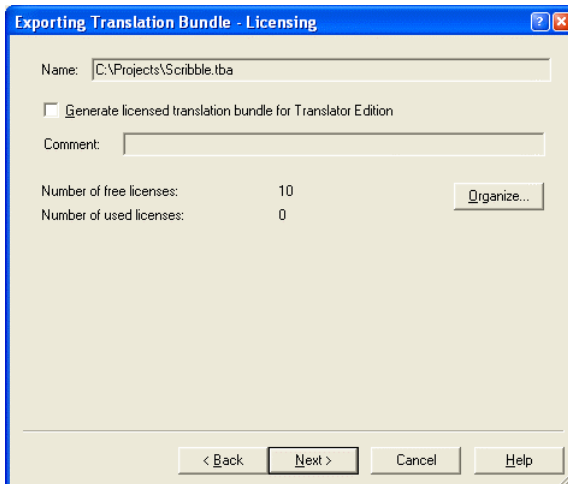 Exporting Translation Bundle - Licensing
Name: C:\Projects\Scribble.tba
Generate licensed translation bundle for Translator Edition
Comment:
Number of free licenses: 10
Organize...
Number of used licenses: 0
< Back Next > Cancel Help